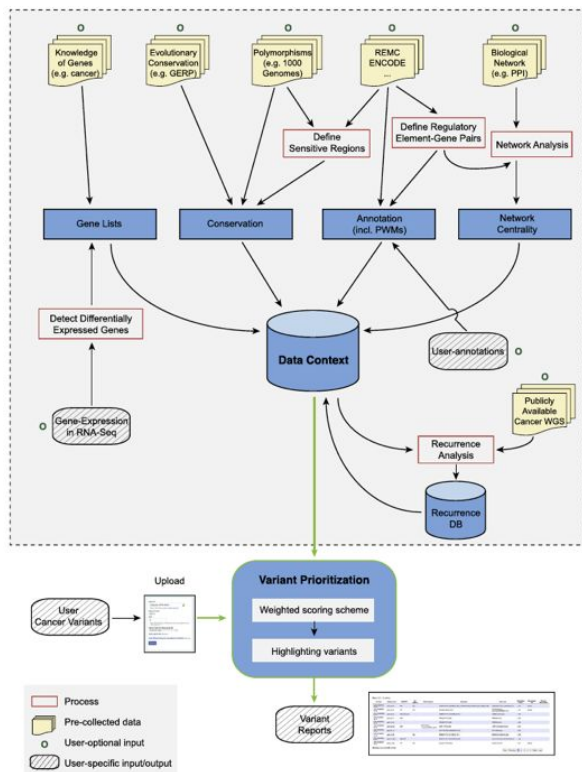 o o o o o
Knowledge of Genes (e.g. cancer)
Evolutionary Conservation (e.g. GERP)
Polymorphisms (e.g. 1000 Genomes)
REMC ENCODE ...
Biological Network (e.g. PPI)
Define Sensitive Regions
Define Regulatory Element-Gene Pairs
Network Analysis
Gene Lists
Conservation
Annotation (incl. PWMs)
Network Centrality
Detect Differentially Expressed Genes
Data Context
User-annotations o
o
o Gene-Expression in RNA-Seq
Publicly Available Cancer WGS
Recurrence Analysis
Recurrence DB
Upload
Variant Prioritization
User Cancer Variants
Weighted scoring scheme
Highlighting variants
Process
Pre-collected data
o User-optional input
User-specific input/output
Variant Reports